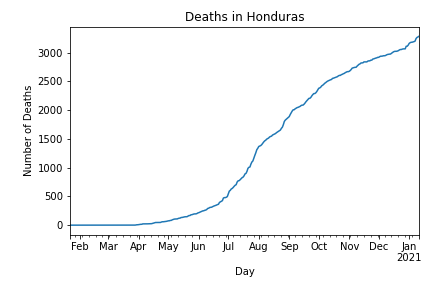 Deaths in Honduras
Number of Deaths
3000
2500
2000
1500
1000
500
0
Feb Mar Apr May Jun Jul Aug Sep Oct Nov Dec Jan
2021
Day